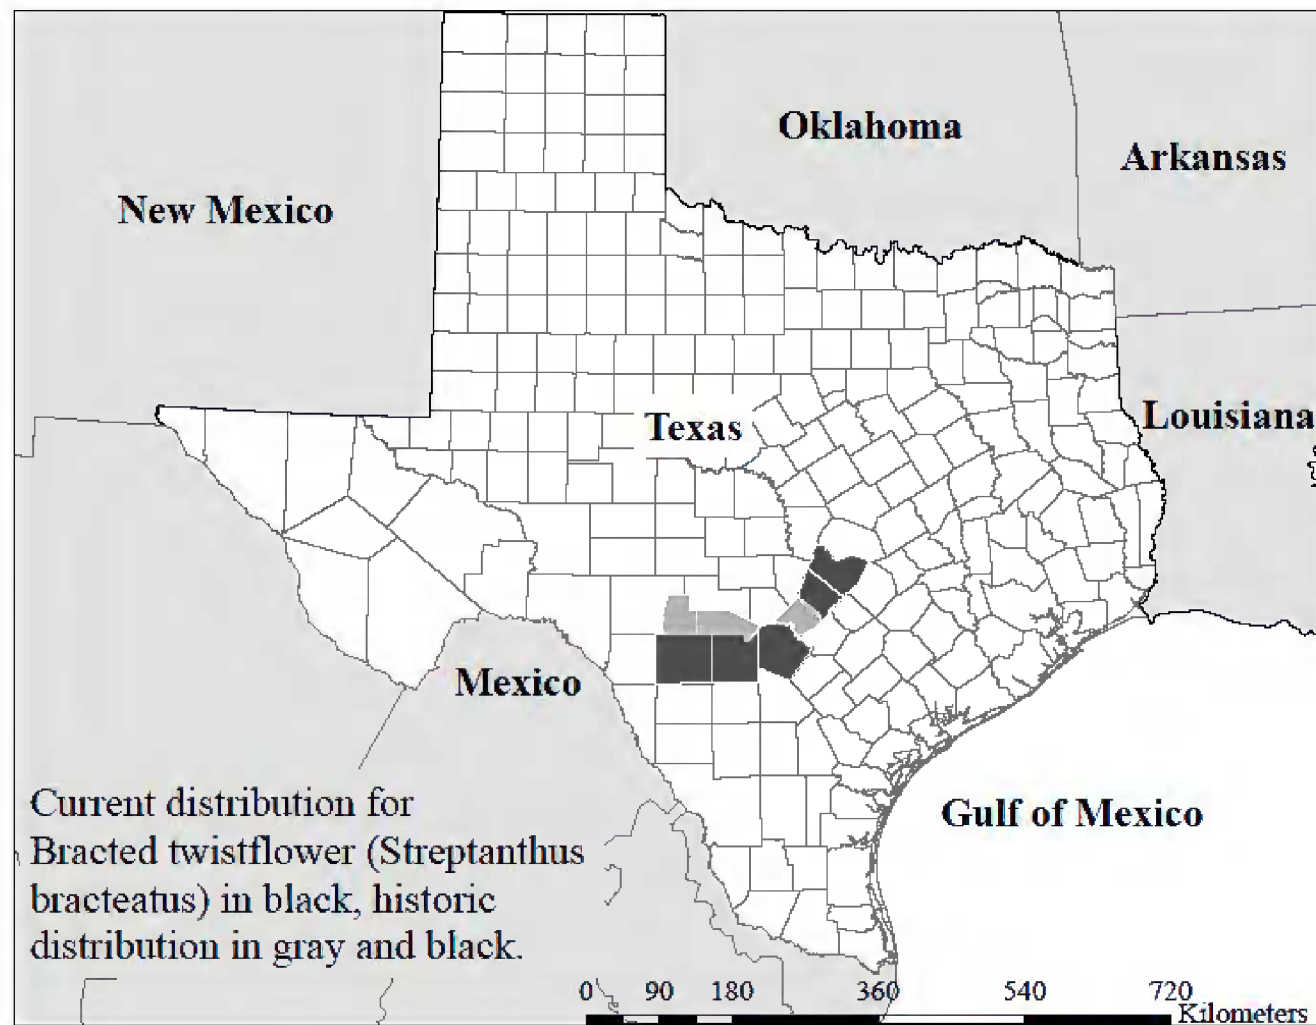 Oklahoma
Arkansas
New Mexico
Texas
Louisiana
Mexico
Current distribution for
Bracted twistflower (Streptanthus
bracteatus) in black, historic
distribution in gray and black.
Gulf of Mexico
0 90 180 360 540 720
Kilometers